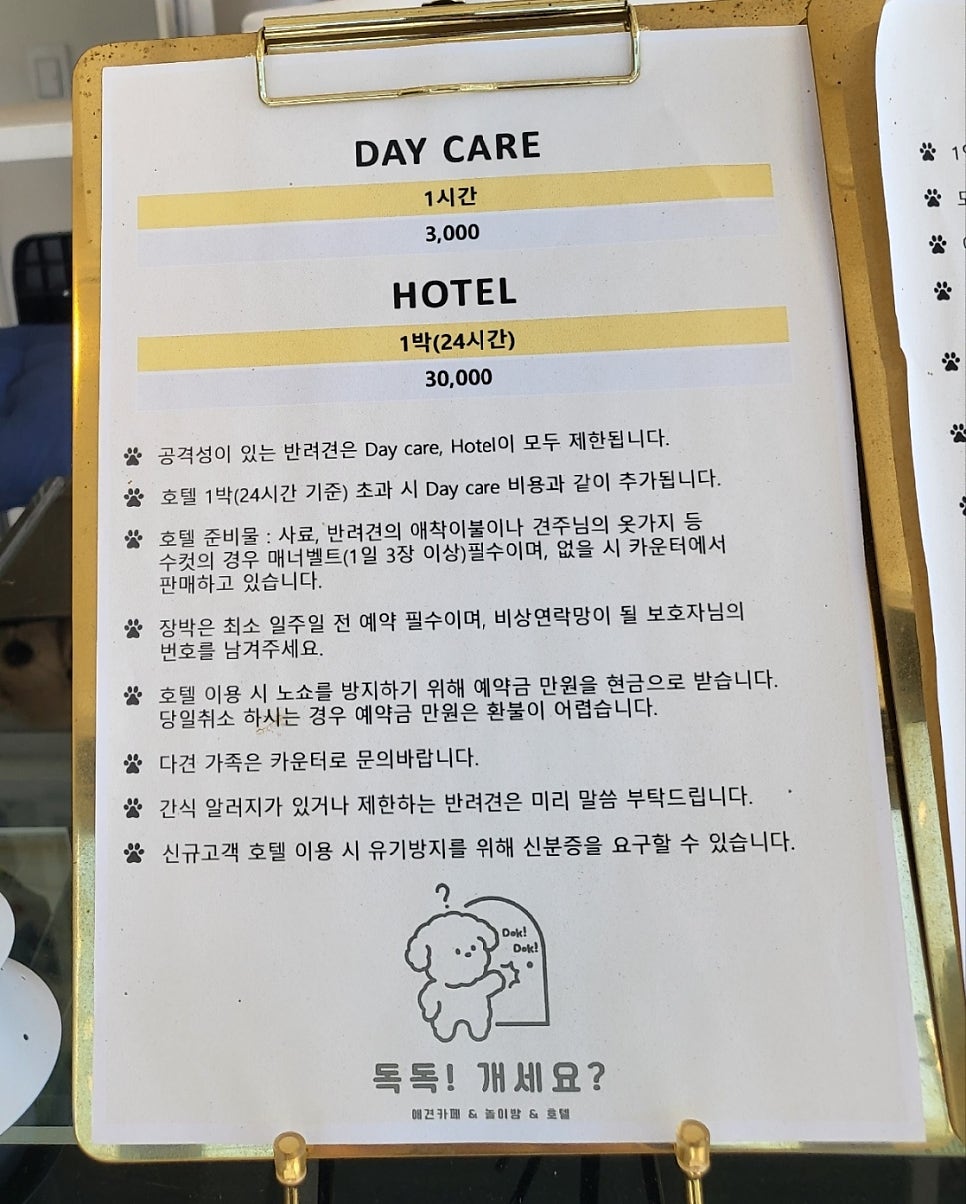 DAY CARE
1시간
3,000
HOTEL
1박(24시간)
30,000
공격성이 있는 반려견은 Day care, Hotel이 모두 제한됩니다.
호텔 1박(24시간 기준) 초과 시 Day care 비용과 같이 추가됩니다.
호텔 준비물 : 사료, 반려견의 애착이불이나 견주님의 옷가지 등
수컷의 경우 매너벨트(1일 3장 이상)필수이며, 없을 시 카운터에서
판매하고 있습니다.
장박은 최소 일주일 전 예약 필수이며, 비상연락망이 될 보호자님의
번호를 남겨주세요.
호텔 이용 시 노쇼를 방지하기 위해 예약금 만원을 현금으로 받습니다.
당일취소 하시는 경우 예약금 만원은 환불이 어렵습니다.
다견 가족은 카운터로 문의바랍니다.
간식 알러지가 있거나 제한하는 반려견은 미리 말씀 부탁드립니다.
신규고객 호텔 이용 시 유기방지를 위해 신분증을 요구할 수 있습니다.
?
Dok!
Dok!
독독! 개세요?
애견카페 & 놀이방 & 호텔